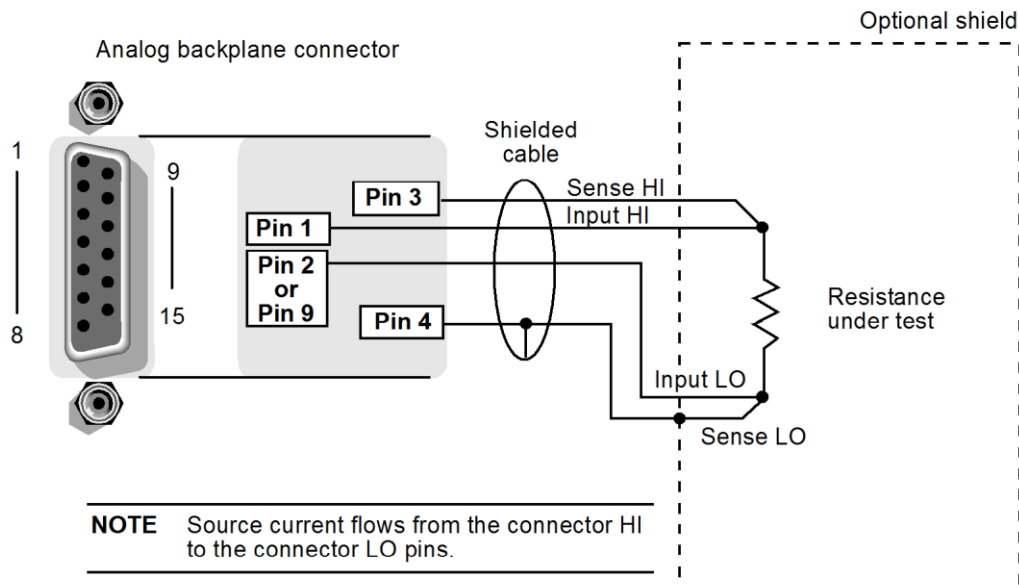 Optional shield
Analog backplane connector
Shielded
cable
1
9
Pin 3
Sense HI
Pin 1
Input HI
Pin 2
or
Pin 9
Pin 4
8
15
Resistance
under test
Input LO
Sense LO
NOTE Source current flows from the connector HI
to the connector LO pins.